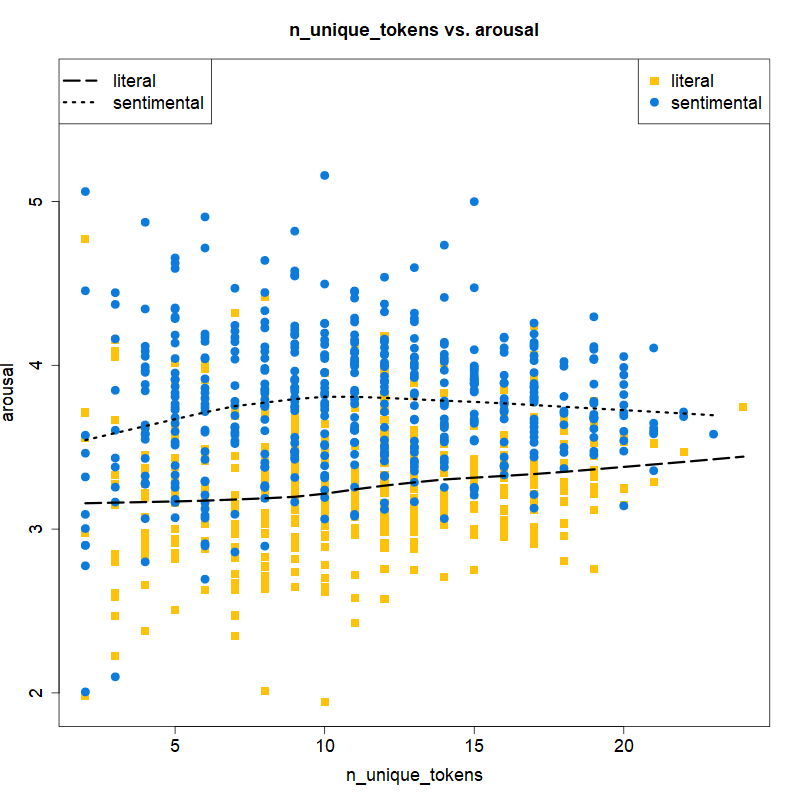 n_unique_tokens vs. arousal
literal
sentimental
literal
sentimental
arousal
5
4
3
2
5
10
15
20
n_unique_tokens